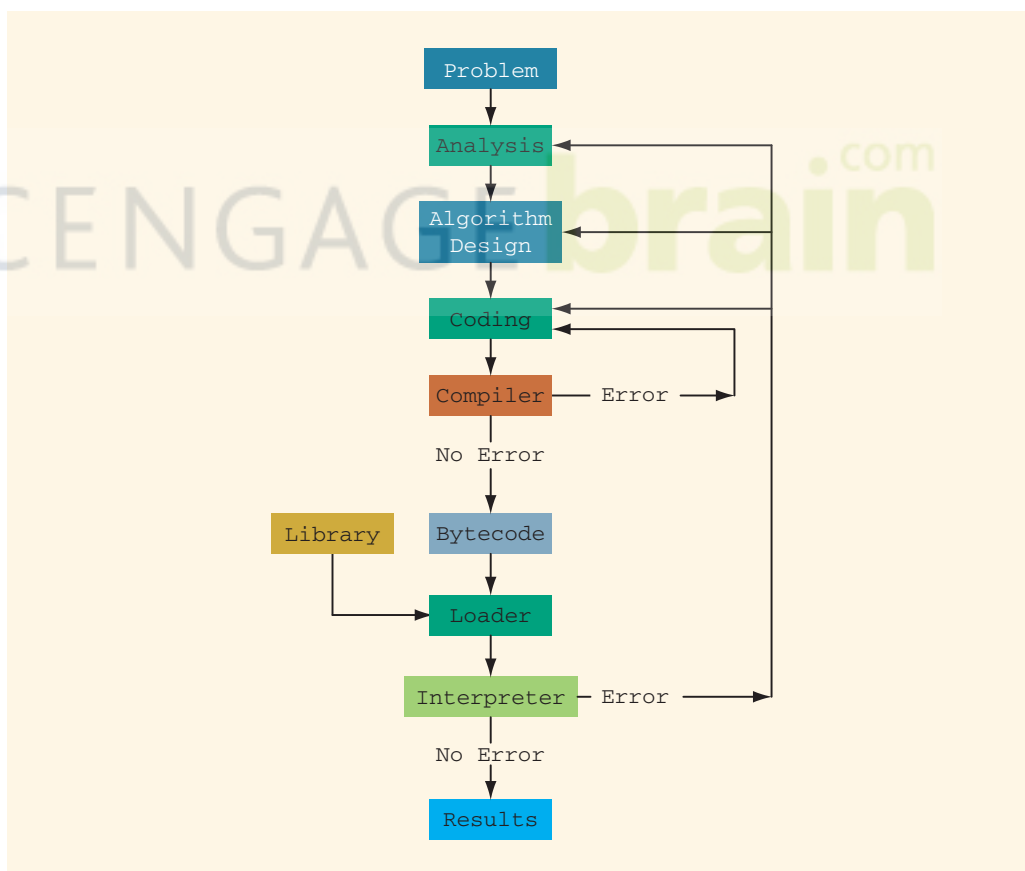 Problem
Analysis
CENGAGE brain
.com
Algorithm
Design
Coding
Compiler
Error
No Error
Library
Bytecode
Loader
Interpreter
Error
No Error
Results